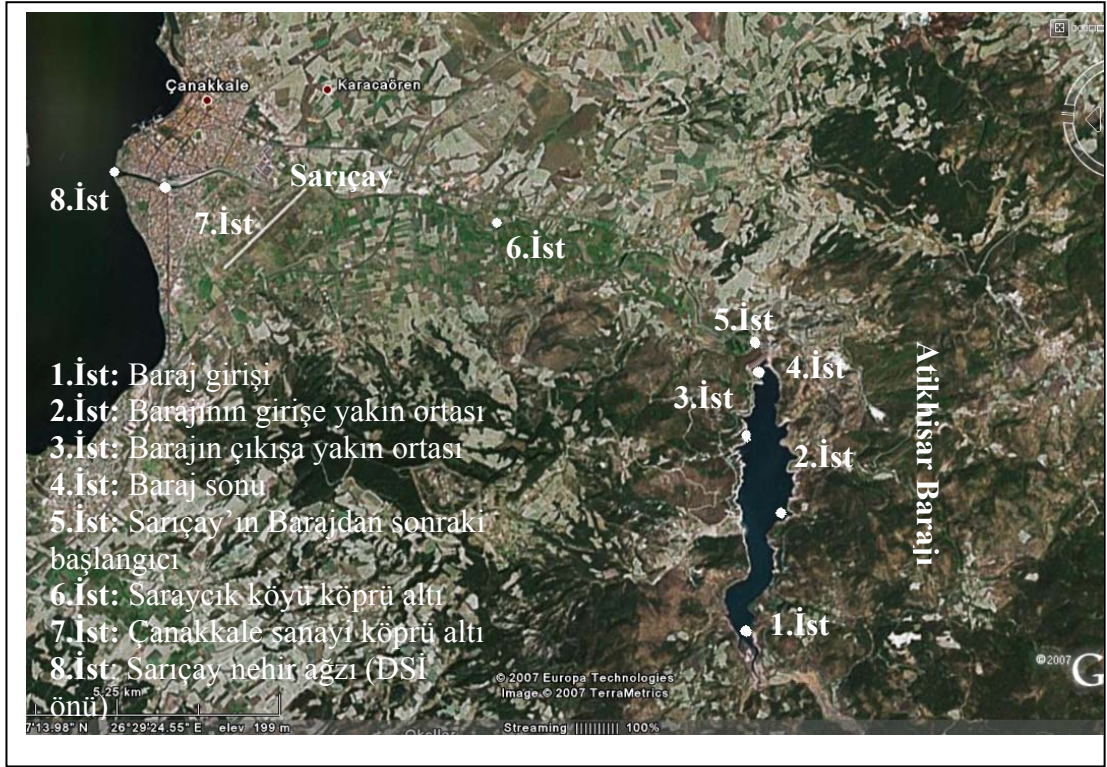 Çanakkale
Karacaören
Sarıçay
8.İst
7.İst
6.İst
5.İst
4.İst
3.İst
2.İst
1.İst
Atikhisar Barajı
1.İst: Baraj girişi
2.İst: Barajının girişe yakın ortası
3.İst: Barajın çıkışa yakın ortası
4.İst: Baraj sonu
5.İst: Sarıçay’ın Barajdan sonraki
başlangıcı
6.İst: Saraycık köyü köprü altı
7.İst: Çanakkale sanayi köprü altı
8.İst: Sarıçay nehir ağzı (DSİ
önü)
5.25 km
© 2007 Europa Technologies
Image © 2007 TerraMetrics
©2007 G
7'13.98" N 26°29'24.55" E elev 199 m
Streaming |||||||||| 100%